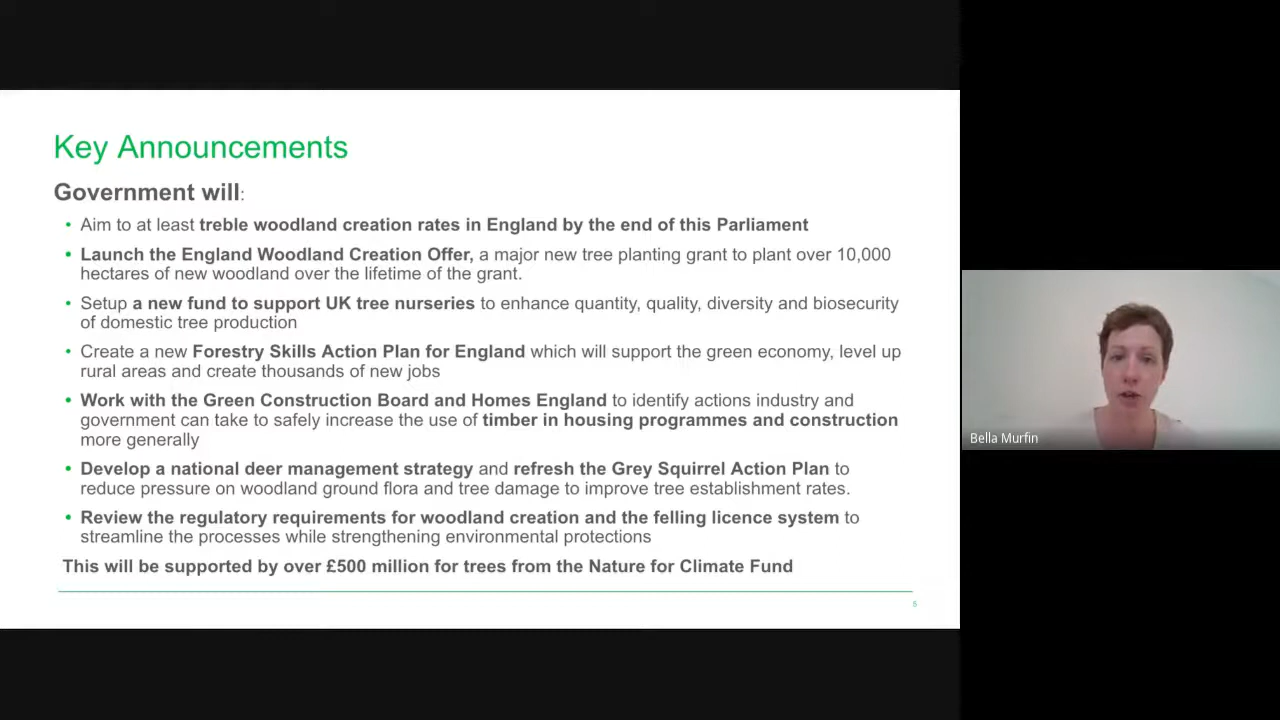 Key Announcements
Government will:
• Aim to at least treble woodland creation rates in England by the end of this Parliament
• Launch the England Woodland Creation Offer, a major new tree planting grant to plant over 10,000
hectares of new woodland over the lifetime of the grant.
• Setup a new fund to support UK tree nurseries to enhance quantity, quality, diversity and biosecurity
of domestic tree production
• Create a new Forestry Skills Action Plan for England which will support the green economy, level up
rural areas and create thousands of new jobs
• Work with the Green Construction Board and Homes England to identify actions industry and
government can take to safely increase the use of timber in housing programmes and construction
more generally
• Develop a national deer management strategy and refresh the Grey Squirrel Action Plan to
reduce pressure on woodland ground flora and tree damage to improve tree establishment rates.
• Review the regulatory requirements for woodland creation and the felling licence system to
streamline the processes while strengthening environmental protections
This will be supported by over £500 million for trees from the Nature for Climate Fund
5
Bella Murfin